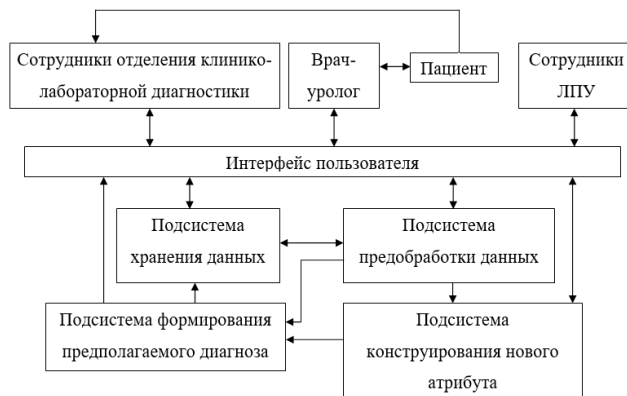 Сотрудники отделения клинико-
лабораторной диагностики
Врач-
уролог
Пациент
Сотрудники
ЛПУ
Интерфейс пользователя
Подсистема
хранения данных
Подсистема
предобработки данных
Подсистема формирования
предполагаемого диагноза
Подсистема
конструирования нового
атрибута